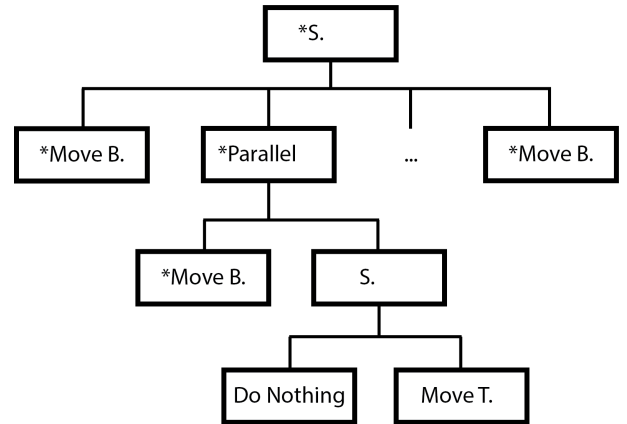 *S.
*Move B.
*Parallel
...
*Move B.
*Move B.
S.
Do Nothing
Move T.